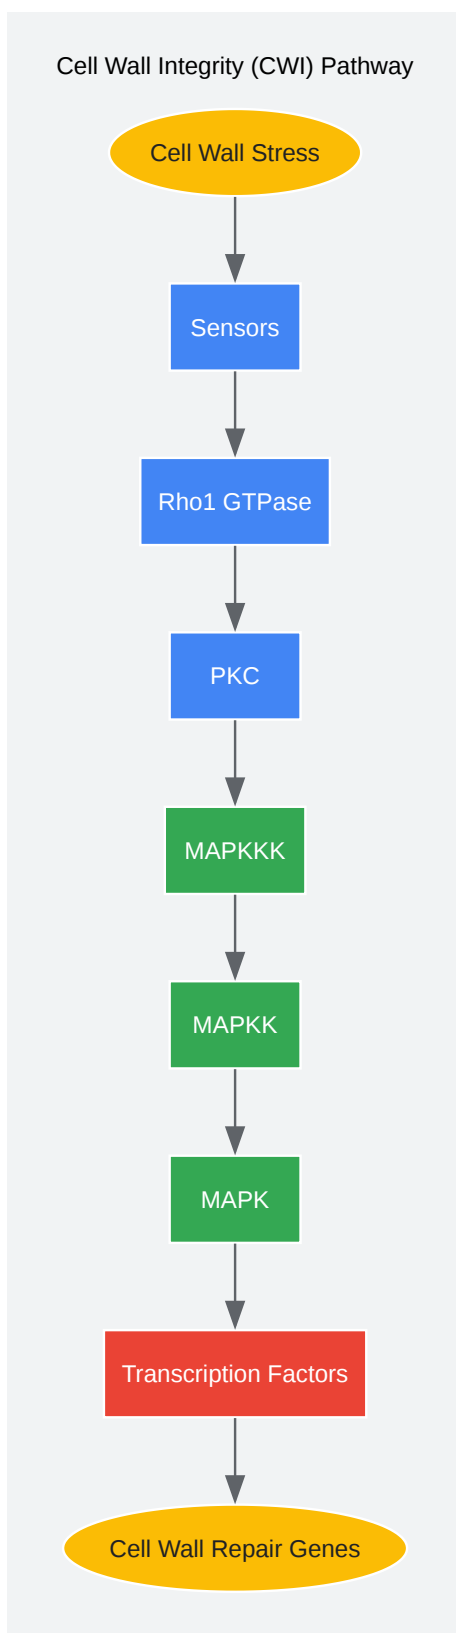 Cell Wall Integrity (CWI) Pathway
Cell Wall Stress
Sensors
Rho1 GTPase
PKC
MAPKKK
MAPKK
MAPK
Transcription Factors
Cell Wall Repair Genes